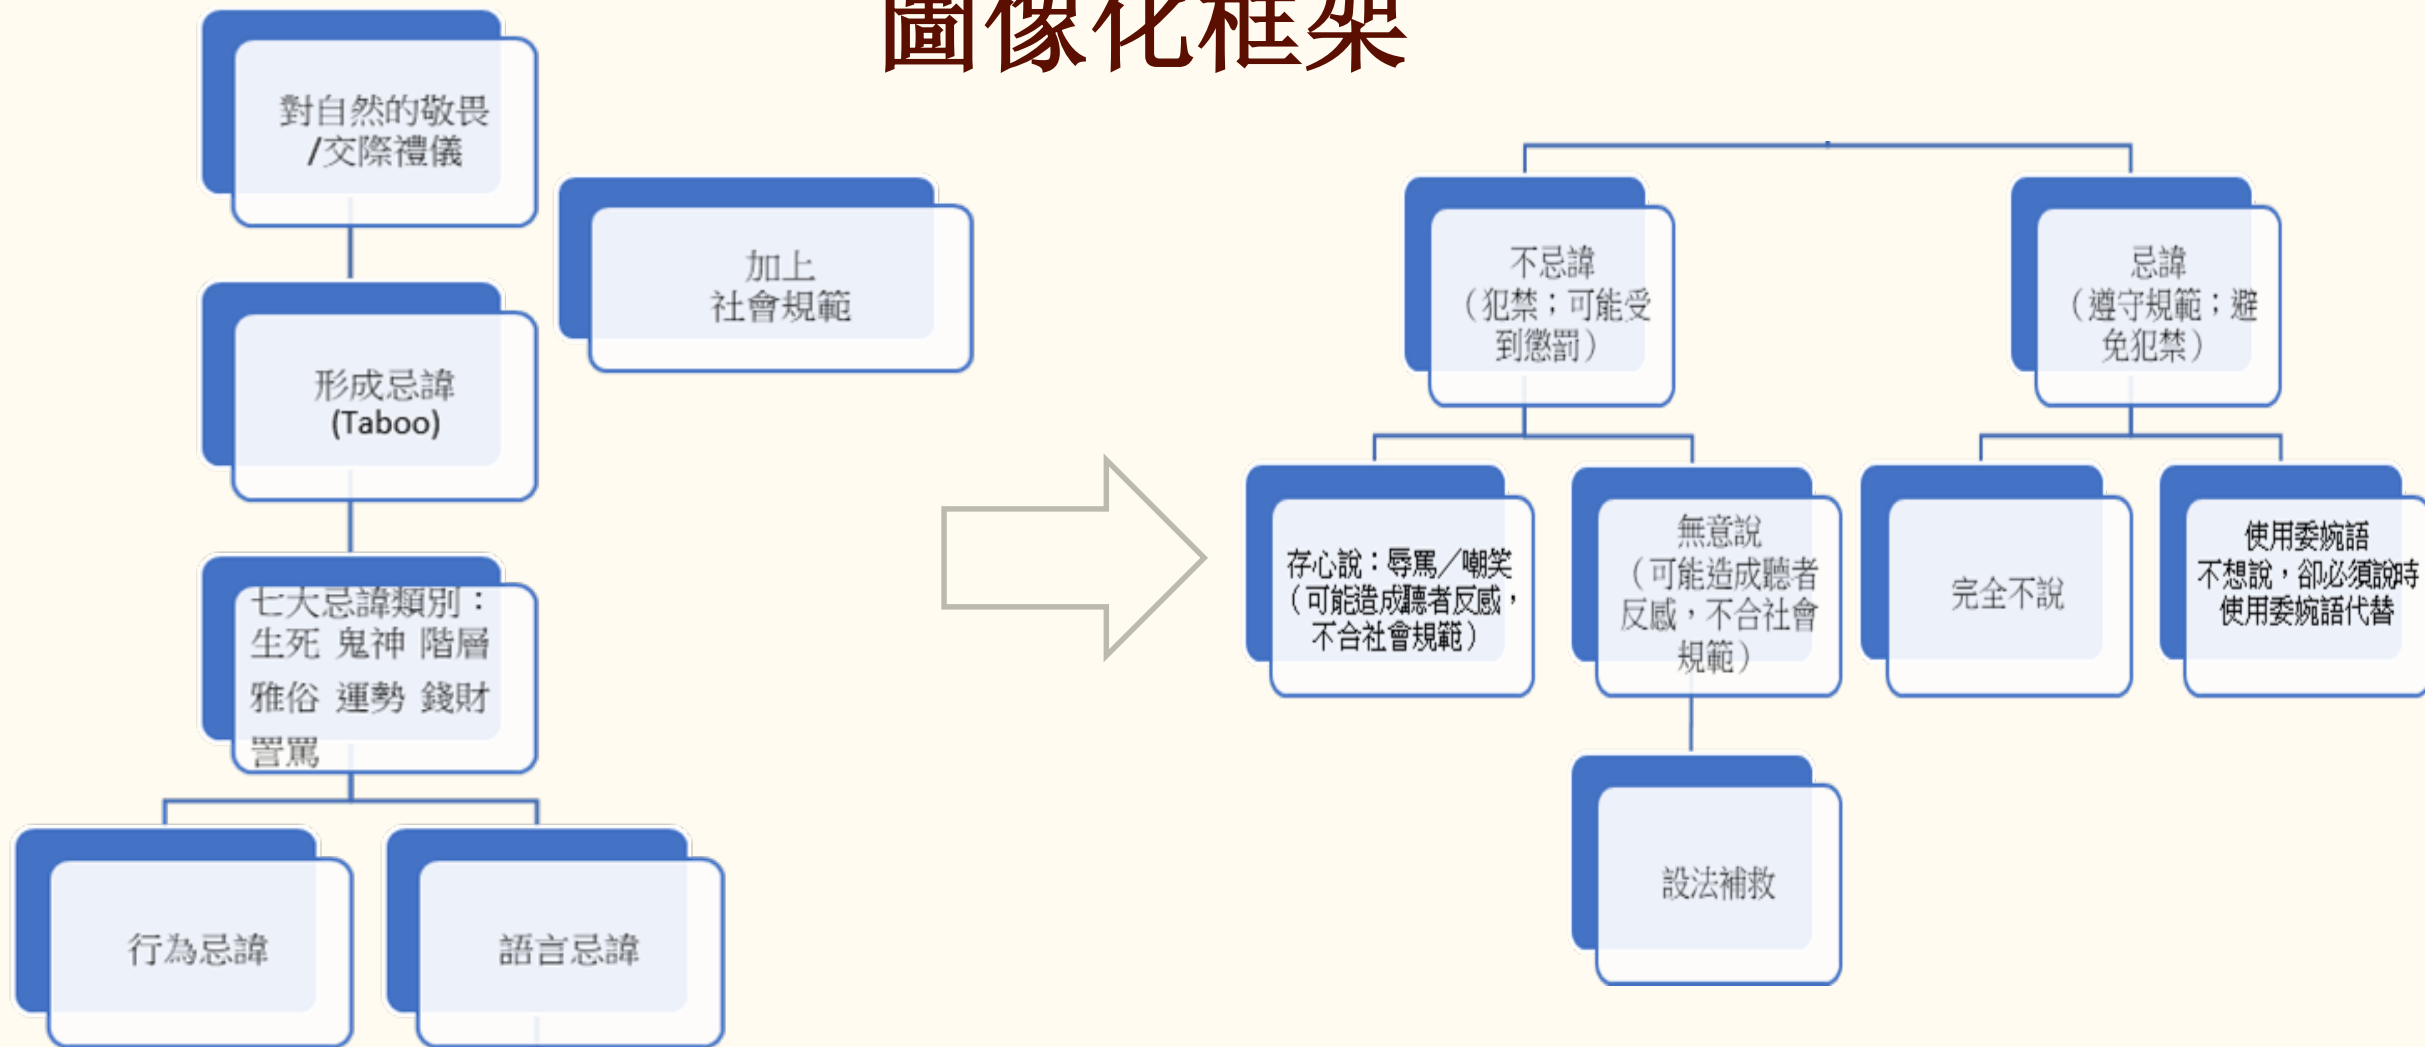 圖像化框架
對自然的敬畏
/交際禮儀
加上
社會規範
形成忌諱
(Taboo)
七大忌諱類別：
生死 鬼神 階層
雅俗 運勢 錢財
詈罵
行為忌諱
語言忌諱
不忌諱
（犯禁；可能受
到懲罰）
忌諱
（遵守規範；避
免犯禁）
存心說：辱罵／嘲笑
（可能造成聽者反感，
不合社會規範）
無意說
（可能造成聽者
反感，不合社會
規範）
完全不說
使用委婉語
不想說，卻必須說時
使用委婉語代替
設法補救